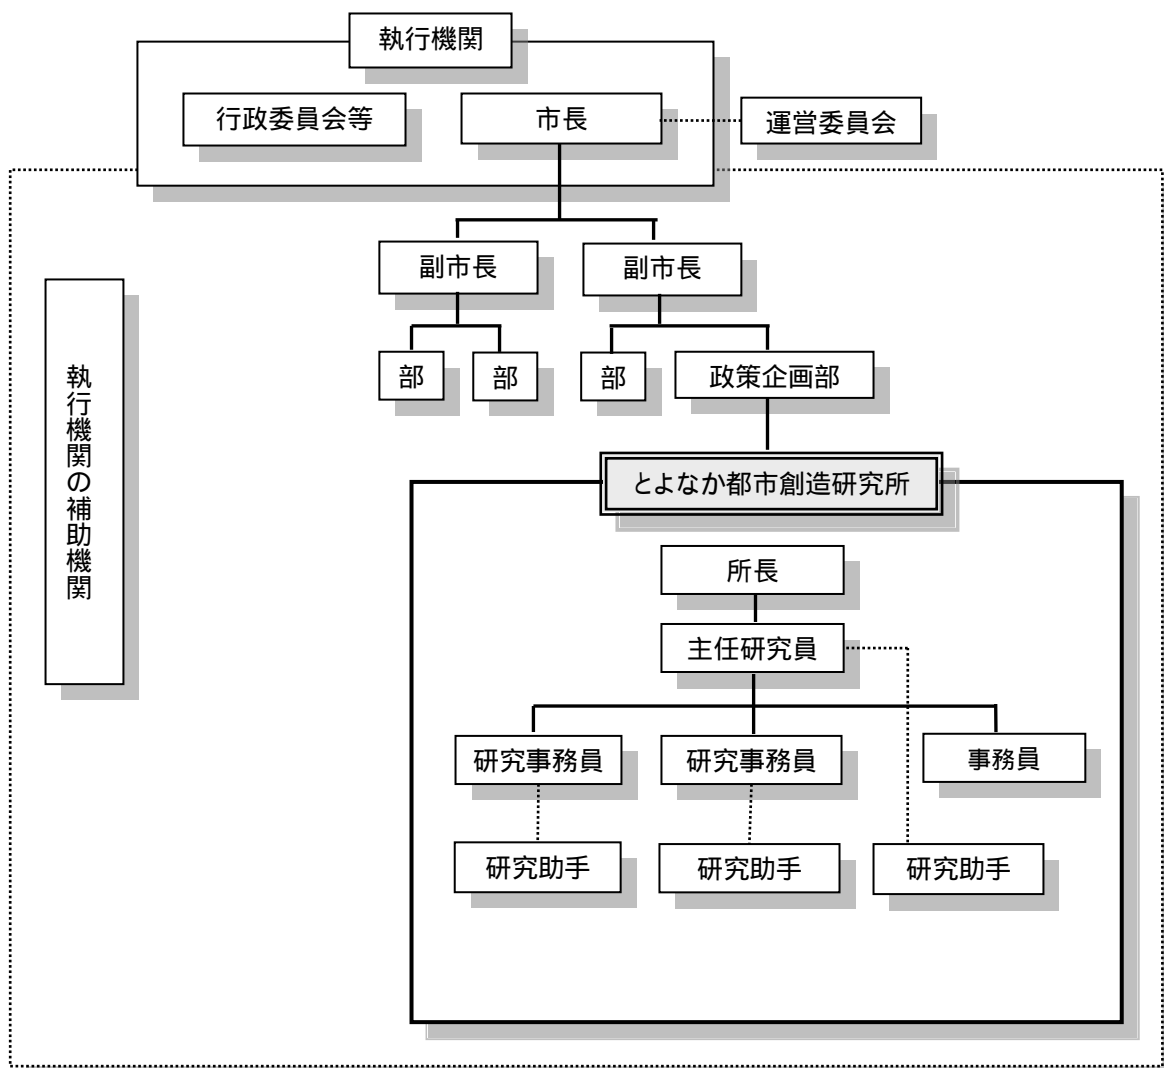 執行機関
行政委員会等
市長
運営委員会
副市長
副市長
執行機関の補助機関
部
部
部
政策企画部
とよなか都市創造研究所
所長
主任研究員
研究事務員
研究事務員
事務員
研究助手
研究助手
研究助手